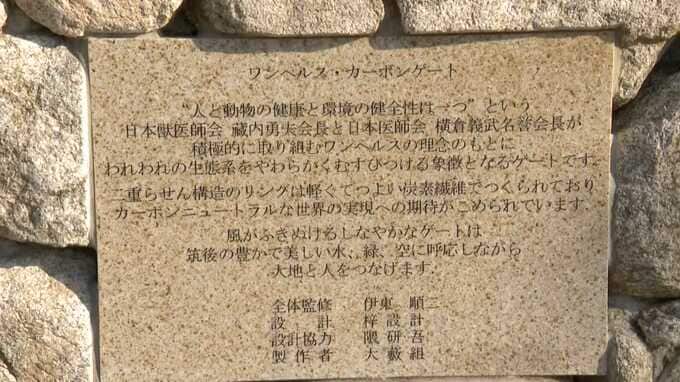 ワンヘルス・カーボンゲート
“人と動物の健康と環境の健全性は一つ”という
日本獣医師会 藏内勇夫会長と日本医師会 横倉義武名誉会長が
積極的に取り組むワンヘルスの理念のもとに
われわれの生態系をやわらかくむすびつける象徴となるゲートです。
二重らせん構造のリングは軽くてつよい炭素繊維でつくられており
カーボンニュートラルな世界の実現への期待がこめられています。
風がふきぬけるしなやかなゲートは
筑後の豊かで美しい水、緑、空に呼応しながら
大地と人をつなげます。
全体監修 伊東 順二
設計 梓設計
設計協力 隈研吾
製作者 大藪組